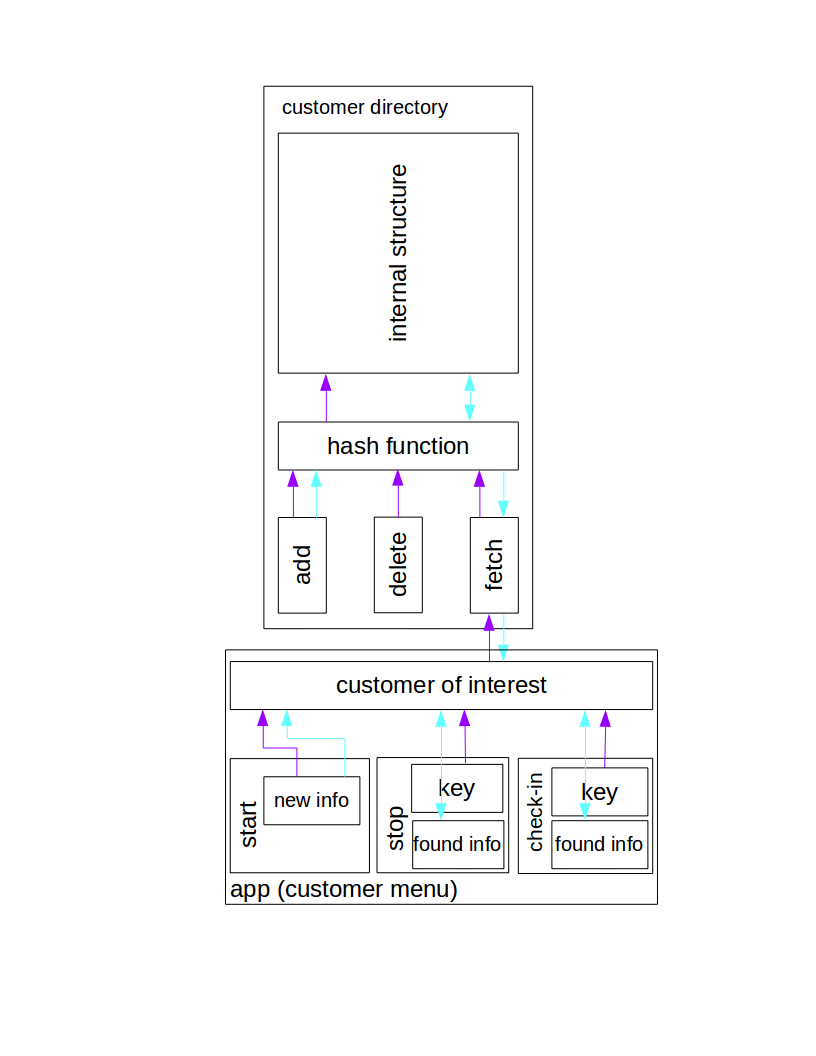 customer directory
internal structure
hash function
add
delete
fetch
customer of interest
start
new info
stop
key
found info
check-in
key
found info
app (customer menu)